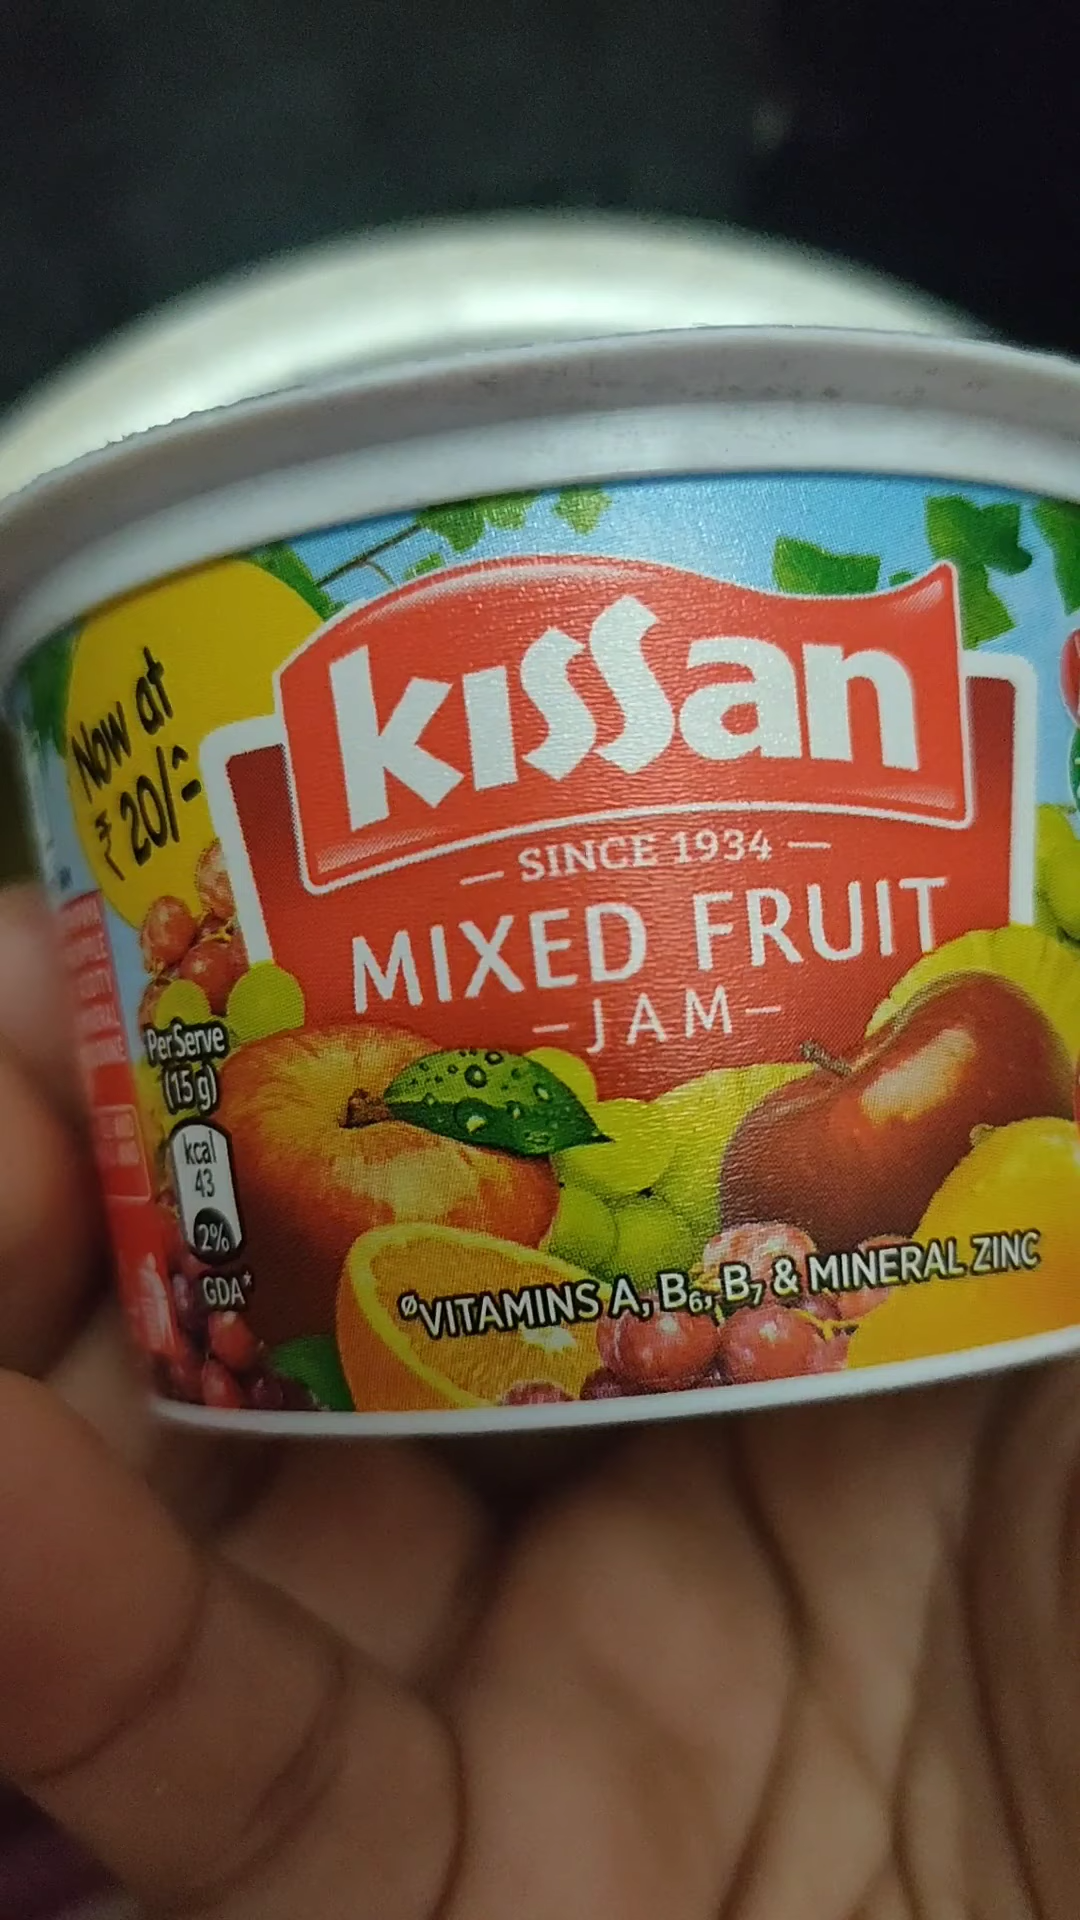 Now at
₹ 20/-
kissan
SINCE 1934
MIXED FRUIT
-JAM-
Per Serve
(15 g)
kcal
43
2%
GDA*
ØVITAMINS A, B₆, B₇ & MINERAL ZINC